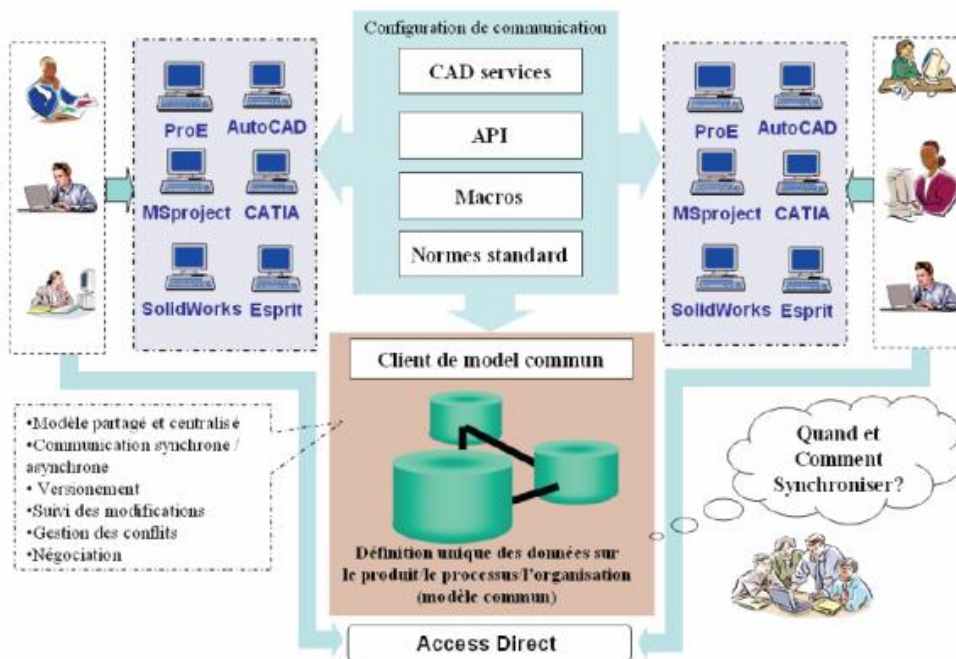 Configuration de communication
CAD services
API
Macros
Normes standard
ProE AutoCAD
MSproject CATIA
SolidWorks Esprit
ProE AutoCAD
MSproject CATIA
SolidWorks Esprit
Client de model commun
•Modèle partagé et centralisé
•Communication synchrone /
asynchrone
• Versionement
•Suivi des modifications
•Gestion des conflits
•Négociation
Définition unique des données sur
le produit/le processus/l'organisation
(modèle commun)
Quand et
Comment
Synchroniser?
Access Direct